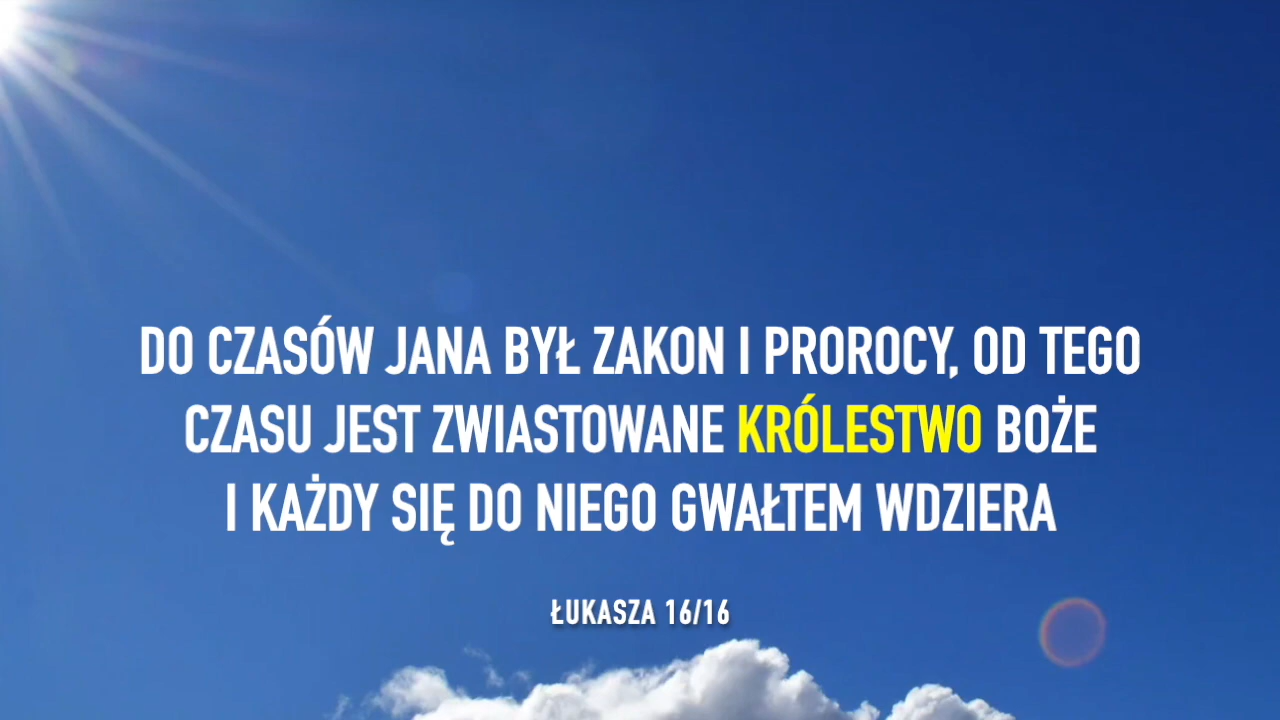 DO CZASÓW JANA BYŁ ZAKON I PROROCY, OD TEGO
CZASU JEST ZWIASTOWANE KRÓLESTWO BOŻE
I KAŻDY SIĘ DO NIEGO GWAŁTEM WDZIERA
ŁUKASZA 16/16